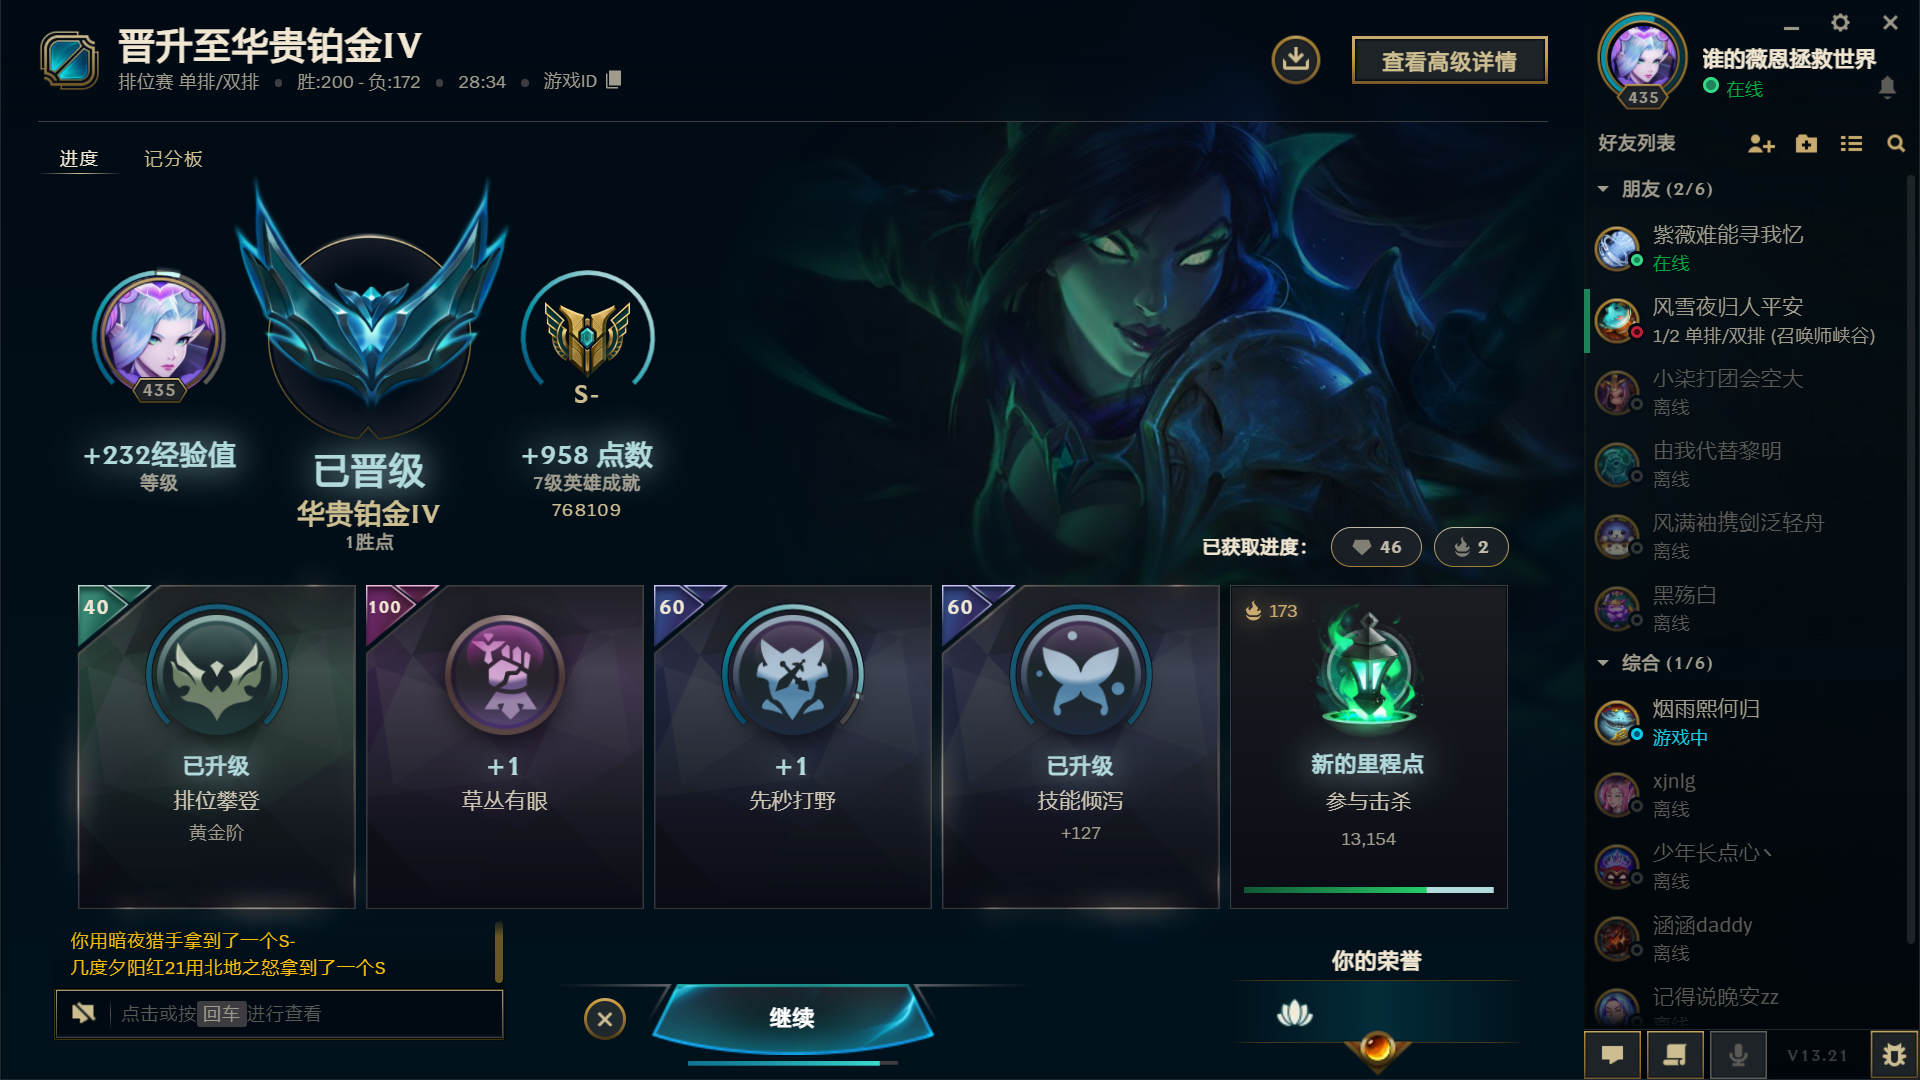 晋升至华贵铂金IV
排位赛 单排/双排 • 胜:200 - 负:172 • 28:34 • 游戏ID
查看高级详情
进度
记分板
435
+232经验值
等级
已晋级
华贵铂金IV
1胜点
S-
+958 点数
7级英雄成就
768109
已获取进度：
46
2
40
已升级
排位攀登
黄金阶
100
+1
草丛有眼
60
+1
先秒打野
60
已升级
技能倾泻
+127
173
新的里程点
参与击杀
13,154
你用暗夜猎手拿到了一个S-
几度夕阳红21用北地之怒拿到了一个S
点击或按 回车 进行查看
继续
你的荣誉
谁的薇恩拯救世界
435
在线
好友列表
朋友 (2/6)
紫薇难能寻我忆
在线
风雪夜归人平安
1/2 单排/双排 (召唤师峡谷)
小柒打团会空大
离线
由我代替黎明
离线
风满袖携剑泛轻舟
离线
黑殇白
离线
综合 (1/6)
烟雨熙何归
游戏中
xjnlg
离线
少年长点心丶
离线
涵涵daddy
离线
记得说晚安zz
离线
V13.21